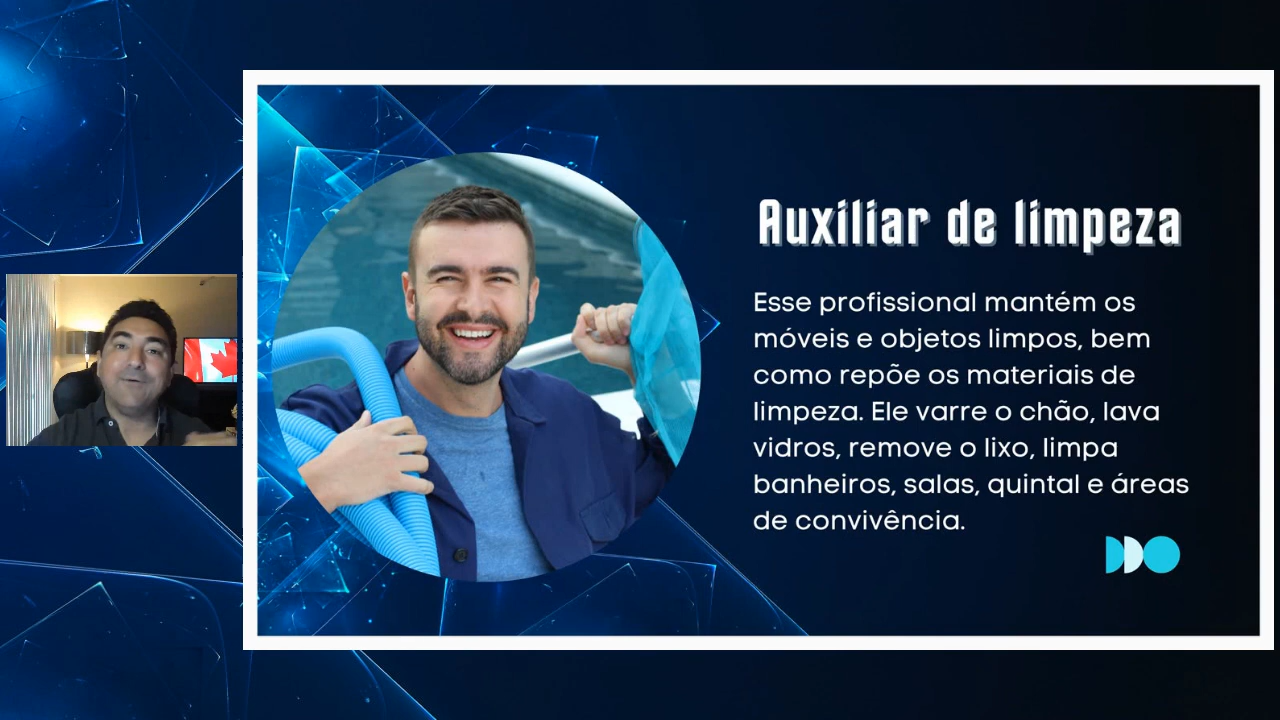 Auxiliar de limpeza
Esse profissional mantém os
móveis e objetos limpos, bem
como repõe os materiais de
limpeza. Ele varre o chão, lava
vidros, remove o lixo, limpa
banheiros, salas, quintal e áreas
de convivência.